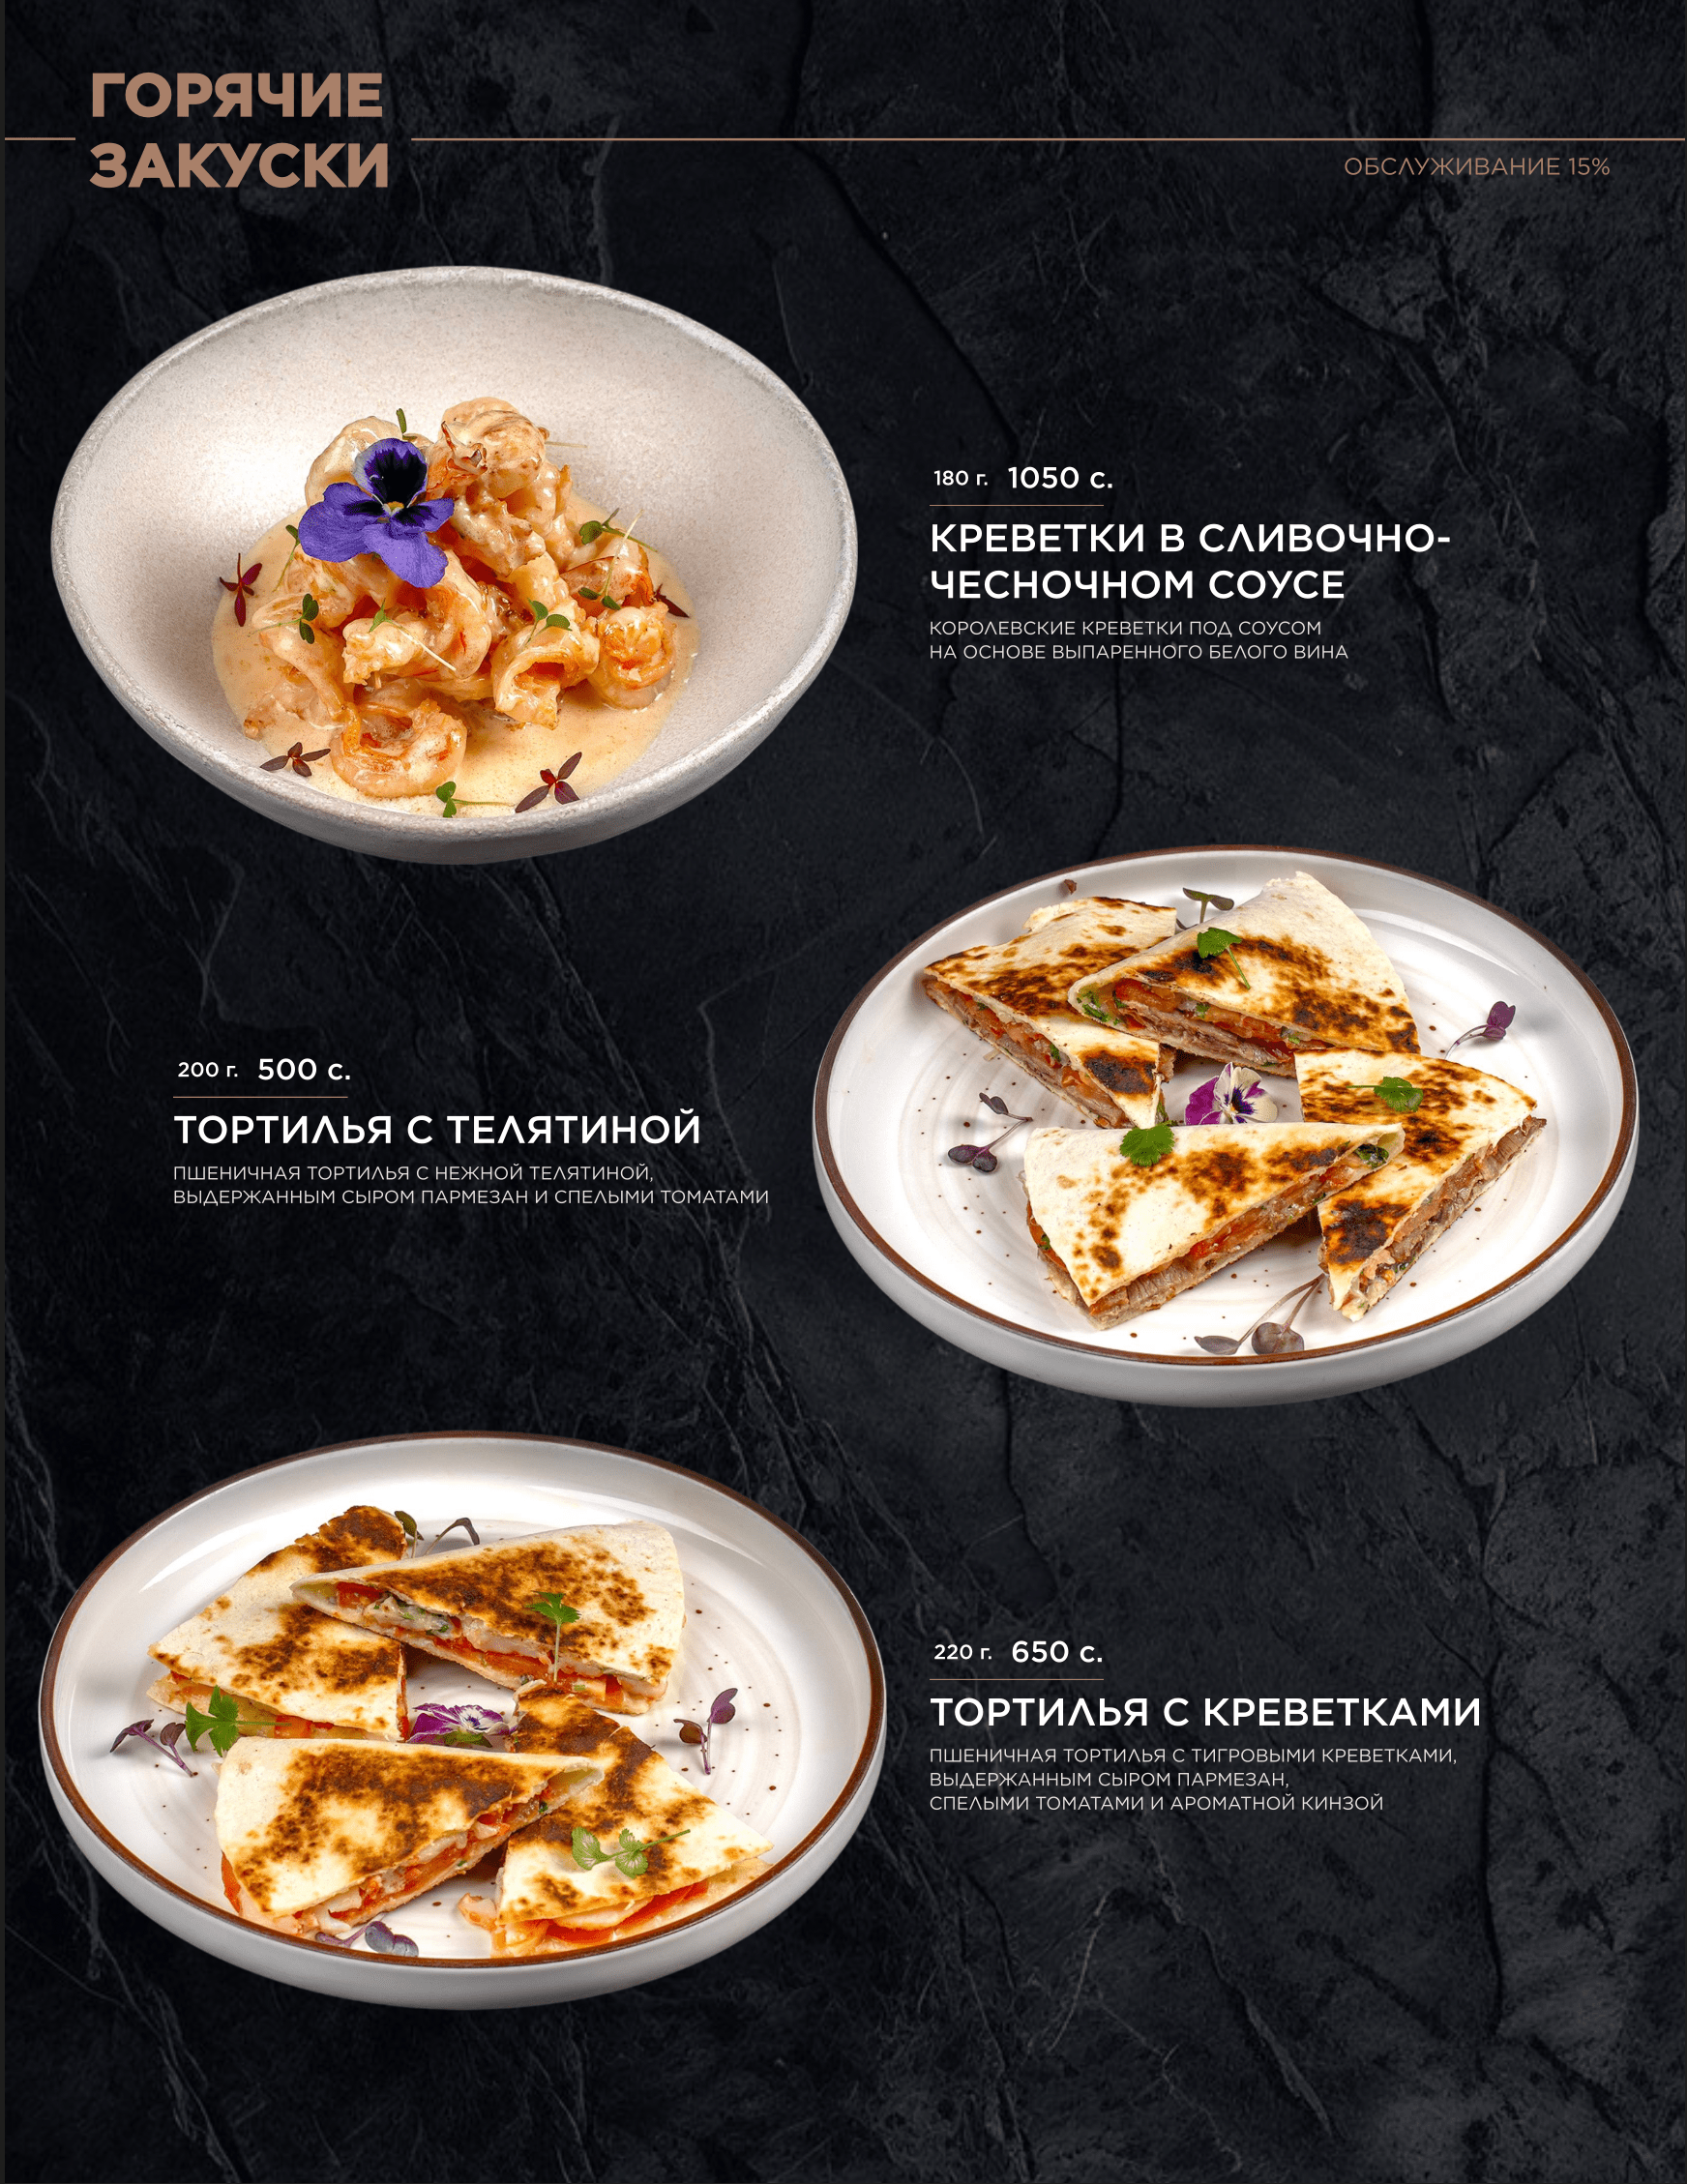 ГОРЯЧИЕ
ЗАКУСКИ
ОБСЛУЖИВАНИЕ 15%
180 г. 1050 с.
КРЕВЕТКИ В СЛИВОЧНО-
ЧЕСНОЧНОМ СОУСЕ
КОРОЛЕВСКИЕ КРЕВЕТКИ ПОД СОУСОМ
НА ОСНОВЕ ВЫПАРЕННОГО БЕЛОГО ВИНА
200 г. 500 с.
ТОРТИЛЬЯ С ТЕЛЯТИНОЙ
ПШЕНИЧНАЯ ТОРТИЛЬЯ С НЕЖНОЙ ТЕЛЯТИНОЙ,
ВЫДЕРЖАННЫМ СЫРОМ ПАРМЕЗАН И СПЕЛЫМИ ТОМАТАМИ
220 г. 650 с.
ТОРТИЛЬЯ С КРЕВЕТКАМИ
ПШЕНИЧНАЯ ТОРТИЛЬЯ С ТИГРОВЫМИ КРЕВЕТКАМИ,
ВЫДЕРЖАННЫМ СЫРОМ ПАРМЕЗАН,
СПЕЛЫМИ ТОМАТАМИ И АРОМАТНОЙ КИНЗОЙ